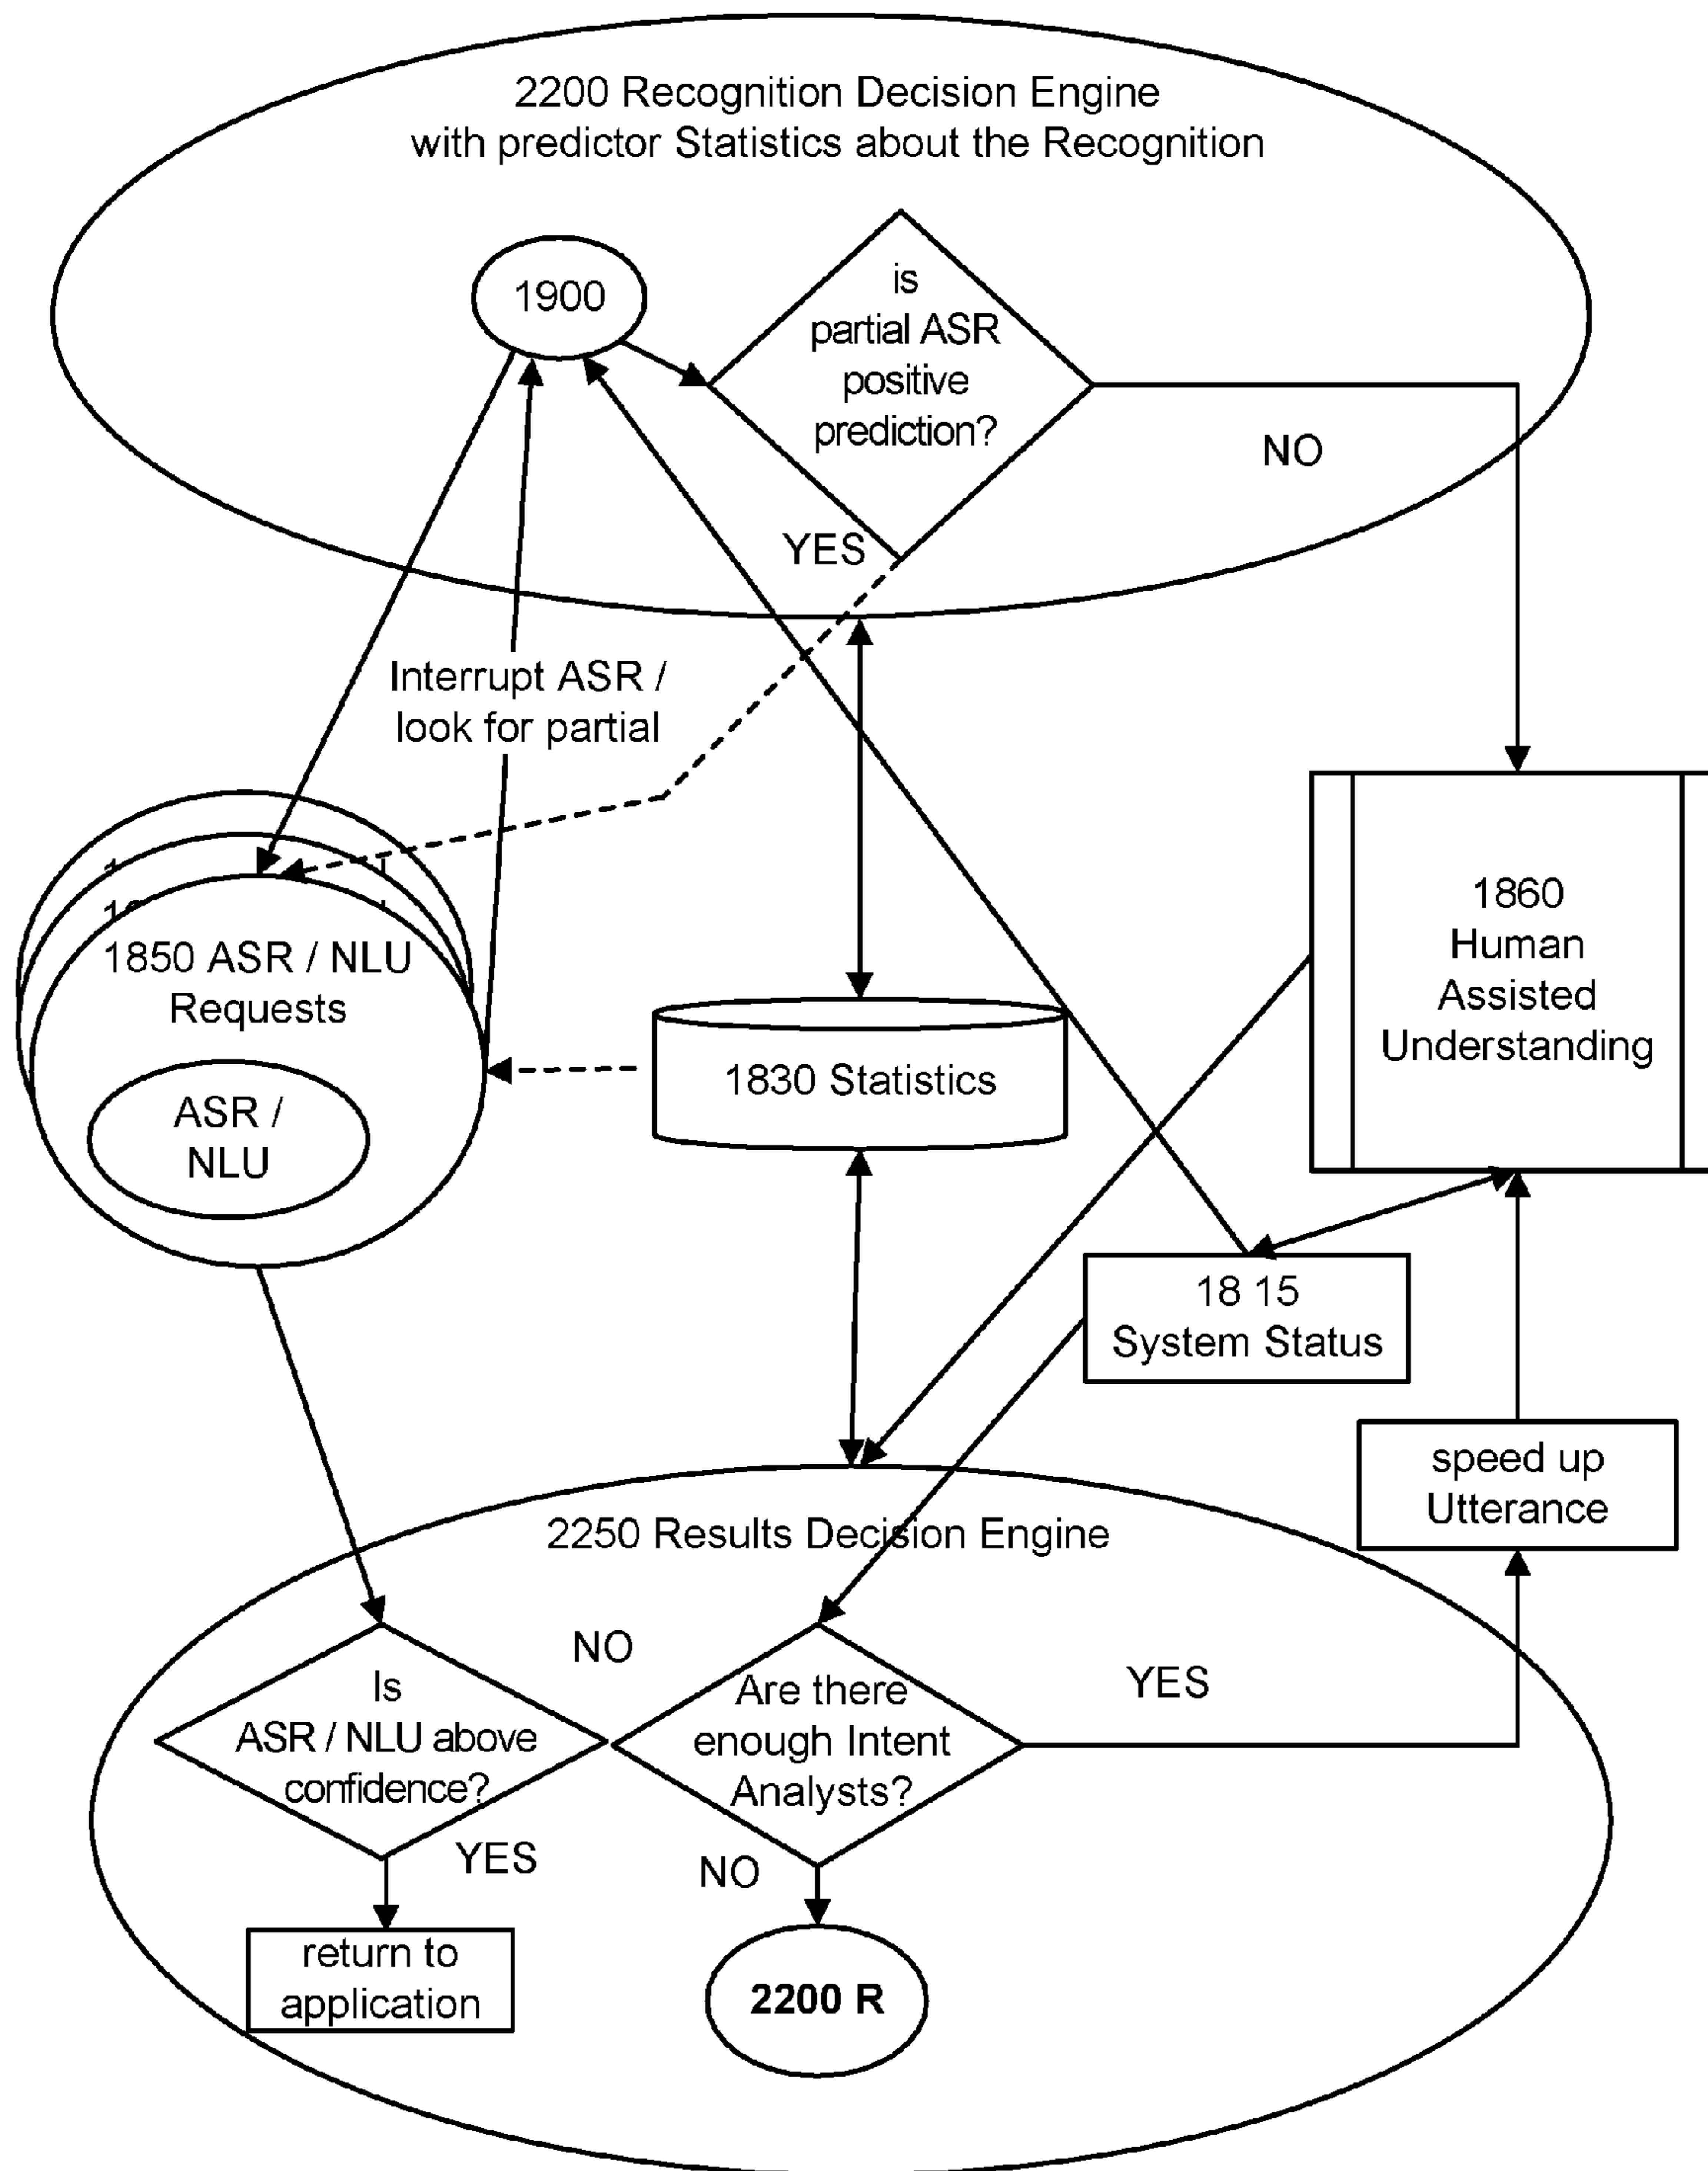 2200 Recognition Decision Engine
with predictor Statistics about the Recognition
1900
is
partial ASR
positive
prediction?
NO
YES
Interrupt ASR /
look for partial
1850 ASR / NLU
Requests
ASR /
NLU
1830 Statistics
1860
Human
Assisted
Understanding
18 15
System Status
speed up
Utterance
2250 Results Decision Engine
NO
Is
ASR / NLU above
confidence?
Are there
enough Intent
Analysts?
YES
YES
NO
return to
application
2200 R